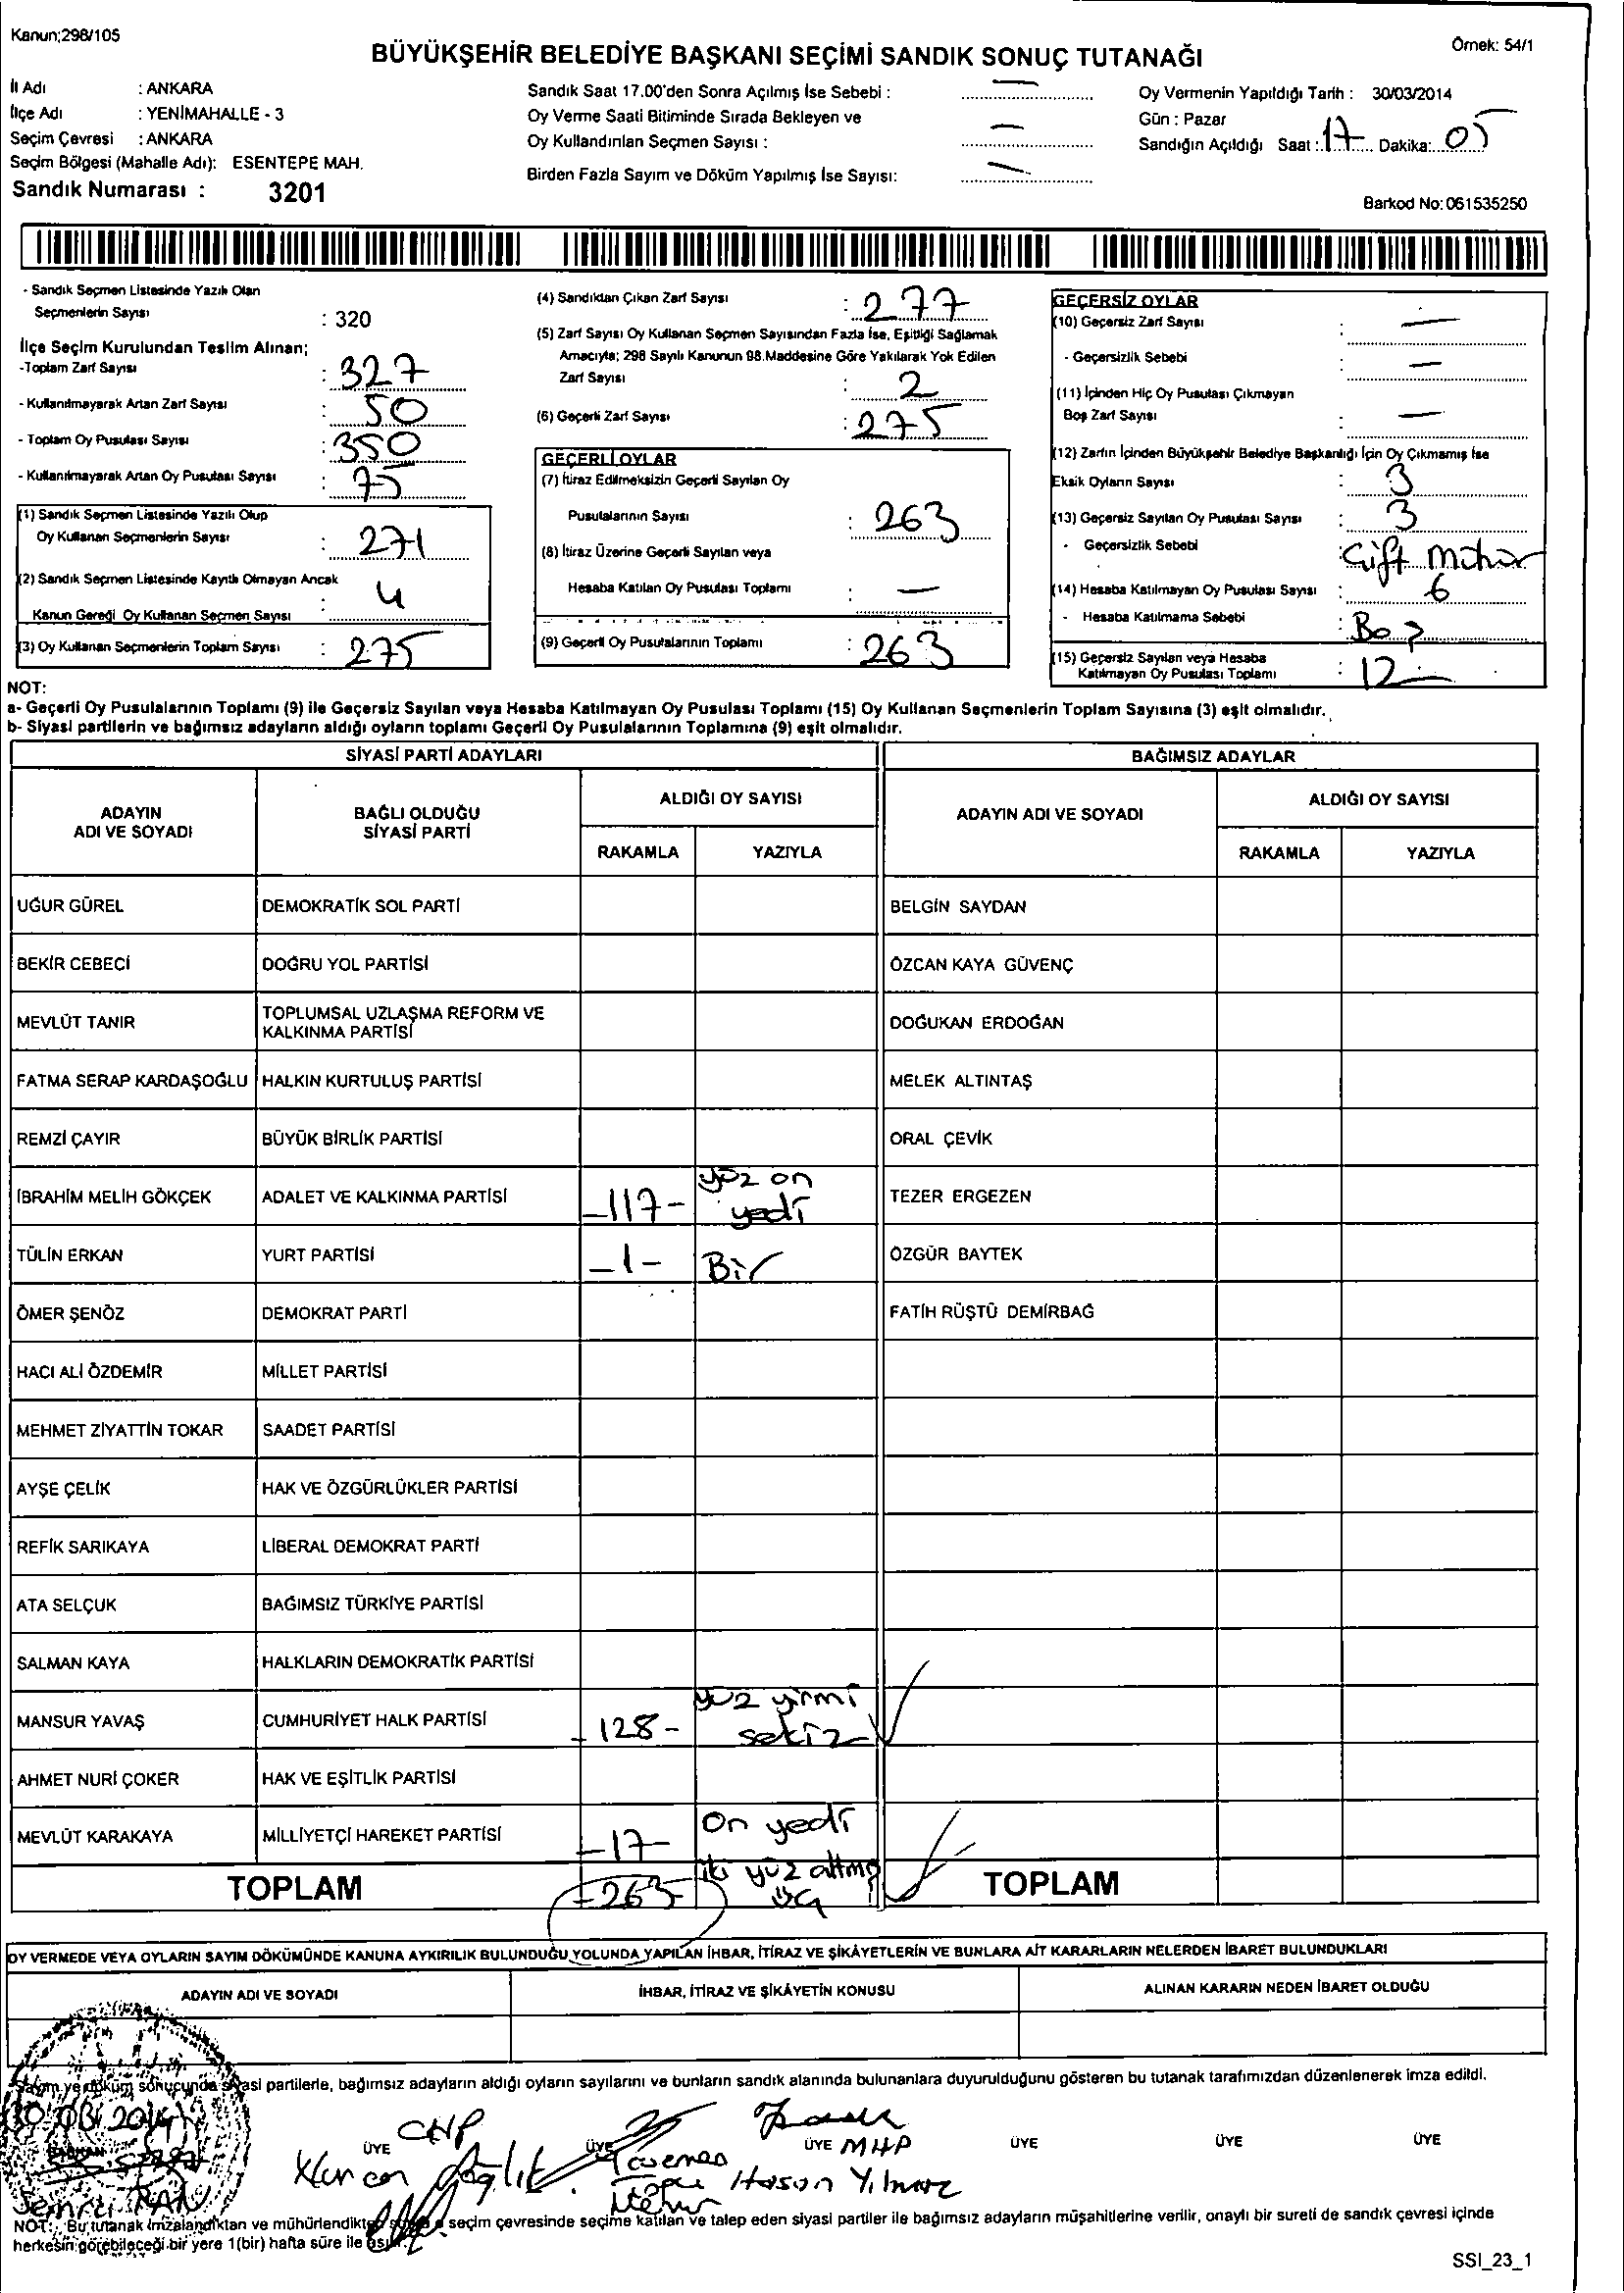 Kanun;298/105
Örnek: 54/1
BÜYÜKŞEHİR BELEDİYE BAŞKANI SEÇİMİ SANDIK SONUÇ TUTANAĞI
İl Adı : ANKARA
İlçe Adı : YENİMAHALLE - 3
Seçim Çevresi : ANKARA
Seçim Bölgesi (Mahalle Adı): ESENTEPE MAH.
Sandık Numarası : 3201
Sandık Saat 17.00'den Sonra Açılmış İse Sebebi : —
Oy Verme Saati Bitiminde Sırada Bekleyen ve
Oy Kullandırılan Seçmen Sayısı : —
Birden Fazla Sayım ve Döküm Yapılmış İse Sayısı: —
Oy Vermenin Yapıldığı Tarih : 30/03/2014
Gün : Pazar
Sandığın Açıldığı Saat : 17 Dakika: 05
Barkod No: 061535250
- Sandık Seçmen Listesinde Yazılı Olan
Seçmenlerin Sayısı : 320
İlçe Seçim Kurulundan Teslim Alınan;
-Toplam Zarf Sayısı : 327
- Kullanılmayarak Artan Zarf Sayısı : 50
- Toplam Oy Pusulası Sayısı : 350
- Kullanılmayarak Artan Oy Pusulası Sayısı : 75
(1) Sandık Seçmen Listesinde Yazılı Olup
Oy Kullanan Seçmenlerin Sayısı : 271
(2) Sandık Seçmen Listesinde Kayıtlı Olmayan Ancak
Kanun Gereği Oy Kullanan Seçmen Sayısı : 4
(3) Oy Kullanan Seçmenlerin Toplam Sayısı : 275
(4) Sandıktan Çıkan Zarf Sayısı : 277
(5) Zarf Sayısı Oy Kullanan Seçmen Sayısından Fazla İse, Eşitliği Sağlamak
Amacıyla; 298 Sayılı Kanunun 98.Maddesine Göre Yakılarak Yok Edilen
Zarf Sayısı : 2
(6) Geçerli Zarf Sayısı : 275
GEÇERLİ OYLAR
(7) İtiraz Edilmeksizin Geçerli Sayılan Oy
Pusulalarının Sayısı : 263
(8) İtiraz Üzerine Geçerli Sayılan veya
Hesaba Katılan Oy Pusulası Toplamı : —
(9) Geçerli Oy Pusulalarının Toplamı : 263
GEÇERSİZ OYLAR
(10) Geçersiz Zarf Sayısı : —
- Geçersizlik Sebebi : —
(11) İçinden Hiç Oy Pusulası Çıkmayan
Boş Zarf Sayısı : —
(12) Zarfın İçinden Büyükşehir Belediye Başkanlığı İçin Oy Çıkmamış İse
Eksik Oyların Sayısı : 3
(13) Geçersiz Sayılan Oy Pusulası Sayısı : 3
- Geçersizlik Sebebi : Çift Mühür
(14) Hesaba Katılmayan Oy Pusulası Sayısı : 6
- Hesaba Katılmama Sebebi : Boş
(15) Geçersiz Sayılan veya Hesaba
Katılmayan Oy Pusulası Toplamı : 12
NOT:
a- Geçerli Oy Pusulalarının Toplamı (9) ile Geçersiz Sayılan veya Hesaba Katılmayan Oy Pusulası Toplamı (15) Oy Kullanan Seçmenlerin Toplam Sayısına (3) eşit olmalıdır.
b- Siyasi partilerin ve bağımsız adayların aldığı oyların toplamı Geçerli Oy Pusulalarının Toplamına (9) eşit olmalıdır.
SİYASİ PARTİ ADAYLARI BAĞIMSIZ ADAYLAR
ADAYIN ADI VE SOYADI BAĞLI OLDUĞU SİYASİ PARTİ ALDIĞI OY SAYISI ADAYIN ADI VE SOYADI ALDIĞI OY SAYISI
RAKAMLA YAZIYLA RAKAMLA YAZIYLA
UĞUR GÜREL DEMOKRATİK SOL PARTİ BELGİN SAYDAN
BEKİR CEBECİ DOĞRU YOL PARTİSİ ÖZCAN KAYA GÜVENÇ
MEVLÜT TANIR TOPLUMSAL UZLAŞMA REFORM VE KALKINMA PARTİSİ DOĞUKAN ERDOĞAN
FATMA SERAP KARDAŞOĞLU HALKIN KURTULUŞ PARTİSİ MELEK ALTINTAŞ
REMZİ ÇAYIR BÜYÜK BİRLİK PARTİSİ ORAL ÇEVİK
İBRAHİM MELİH GÖKÇEK ADALET VE KALKINMA PARTİSİ -117- yüz on yedi TEZER ERGEZEN
TÜLİN ERKAN YURT PARTİSİ -1- Bir ÖZGÜR BAYTEK
ÖMER ŞENÖZ DEMOKRAT PARTİ FATİH RÜŞTÜ DEMİRBAĞ
HACI ALİ ÖZDEMİR MİLLET PARTİSİ
MEHMET ZİYATTİN TOKAR SAADET PARTİSİ
AYŞE ÇELİK HAK VE ÖZGÜRLÜKLER PARTİSİ
REFİK SARIKAYA LİBERAL DEMOKRAT PARTİ
ATA SELÇUK BAĞIMSIZ TÜRKİYE PARTİSİ
SALMAN KAYA HALKLARIN DEMOKRATİK PARTİSİ
MANSUR YAVAŞ CUMHURİYET HALK PARTİSİ -128- yüz yirmi sekiz
AHMET NURİ ÇOKER HAK VE EŞİTLİK PARTİSİ
MEVLÜT KARAKAYA MİLLİYETÇİ HAREKET PARTİSİ -17- On yedi
TOPLAM -263- iki yüz altmış üç TOPLAM
OY VERMEDE VEYA OYLARIN SAYIM DÖKÜMÜNDE KANUNA AYKIRILIK BULUNDUĞU YOLUNDA YAPILAN İHBAR, İTİRAZ VE ŞİKÂYETLERİN VE BUNLARA AİT KARARLARIN NELERDEN İBARET BULUNDUKLARI
ADAYIN ADI VE SOYADI İHBAR, İTİRAZ VE ŞİKÂYETİN KONUSU ALINAN KARARIN NEDEN İBARET OLDUĞU
Sayım ve döküm sonucunda siyasi partilerle, bağımsız adayların aldığı oyların sayılarını ve bunların sandık alanında bulunanlara duyurulduğunu gösteren bu tutanak tarafımızdan düzenlenerek imza edildi.
30.03.2014
BAŞKAN ÜYE CHP ÜYE ÜYE MHP ÜYE ÜYE ÜYE
Hasan Yılmaz
NOT: Bu tutanak imzalandıktan ve mühürlendikten sonra seçim çevresinde seçime katılan ve talep eden siyasi partiler ile bağımsız adayların müşahitlerine verilir, onaylı bir sureti de sandık çevresi içinde
herkesin görebileceği bir yere 1(bir) hafta süre ile asılır.
SSI_23_1